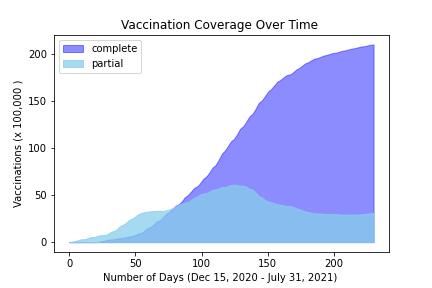 Vaccination Coverage Over Time
complete
partial
Vaccinations (x 100,000 )
200
150
100
50
0
0
50
100
150
200
Number of Days (Dec 15, 2020 - July 31, 2021)